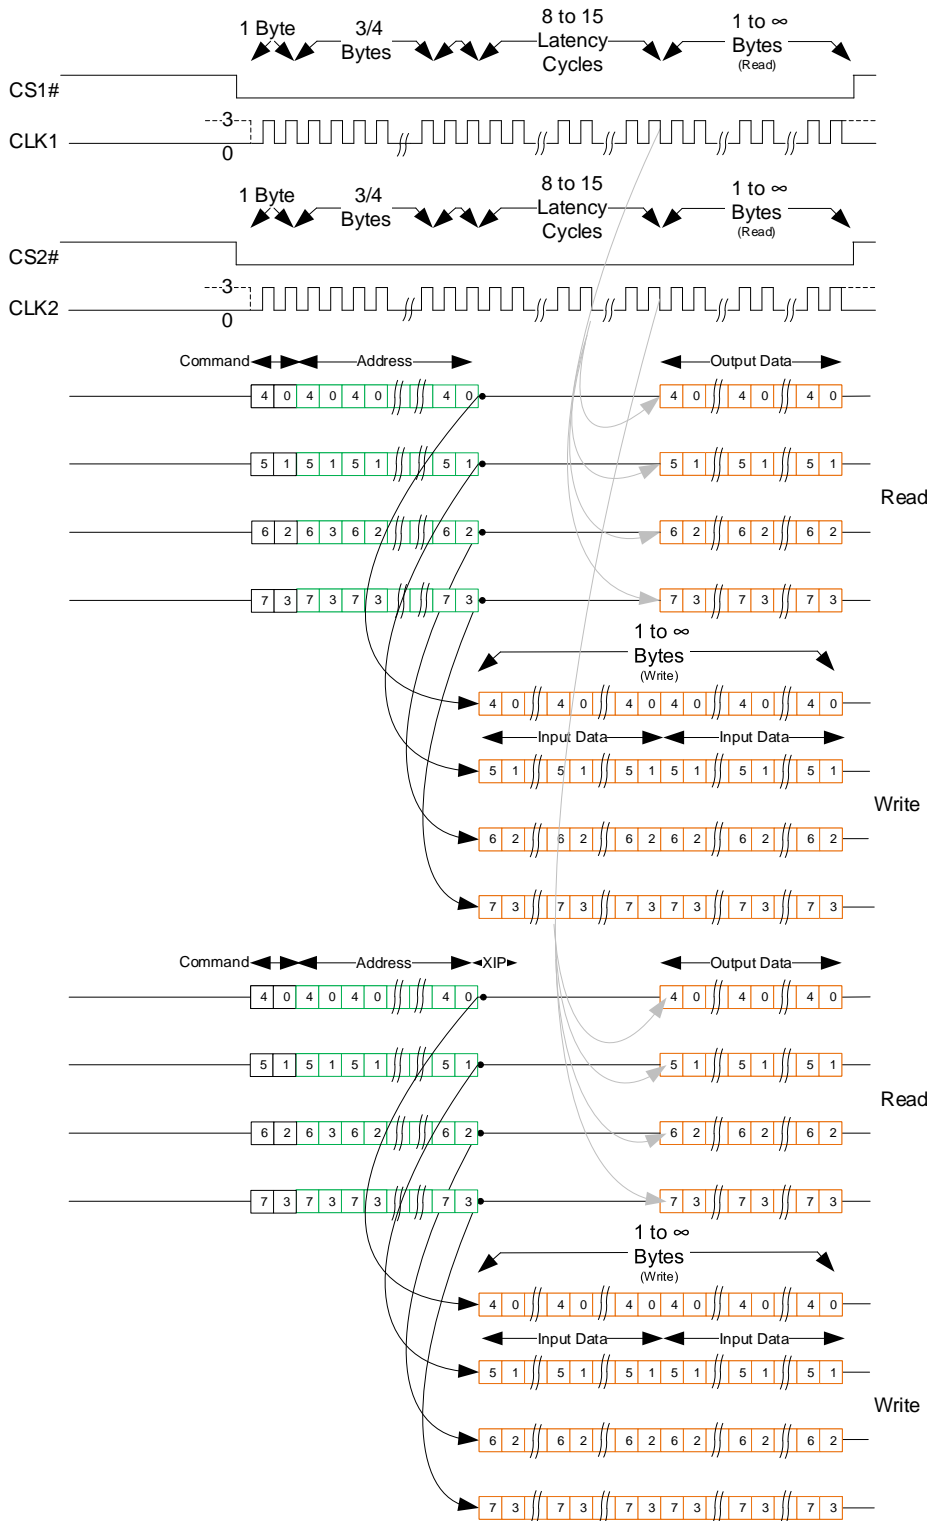 1 Byte
3/4
Bytes
8 to 15
Latency
Cycles
1 to ∞
Bytes
(Read)
CS1#
CLK1
3
0
1 Byte
3/4
Bytes
8 to 15
Latency
Cycles
1 to ∞
Bytes
(Read)
CS2#
CLK2
3
0
Command Address Output Data
4 0 4 0 4 0 4 0 4 0 4 0 4 0
5 1 5 1 5 1 5 1 5 1 5 1 5 1
Read
6 2 6 3 6 2 6 2 6 2 6 2 6 2
7 3 7 3 7 3 7 3 7 3 7 3 7 3
1 to ∞
Bytes
(Write)
4 0 4 0 4 0 4 0 4 0 4 0
Input Data Input Data
5 1 5 1 5 1 5 1 5 1 5 1
Write
6 2 6 2 6 2 6 2 6 2 6 2
7 3 7 3 7 3 7 3 7 3 7 3
Command Address XIP Output Data
4 0 4 0 4 0 4 0 4 0 4 0 4 0
5 1 5 1 5 1 5 1 5 1 5 1 5 1
Read
6 2 6 3 6 2 6 2 6 2 6 2 6 2
7 3 7 3 7 3 7 3 7 3 7 3 7 3
1 to ∞
Bytes
(Write)
4 0 4 0 4 0 4 0 4 0 4 0
Input Data Input Data
5 1 5 1 5 1 5 1 5 1 5 1
Write
6 2 6 2 6 2 6 2 6 2 6 2
7 3 7 3 7 3 7 3 7 3 7 3